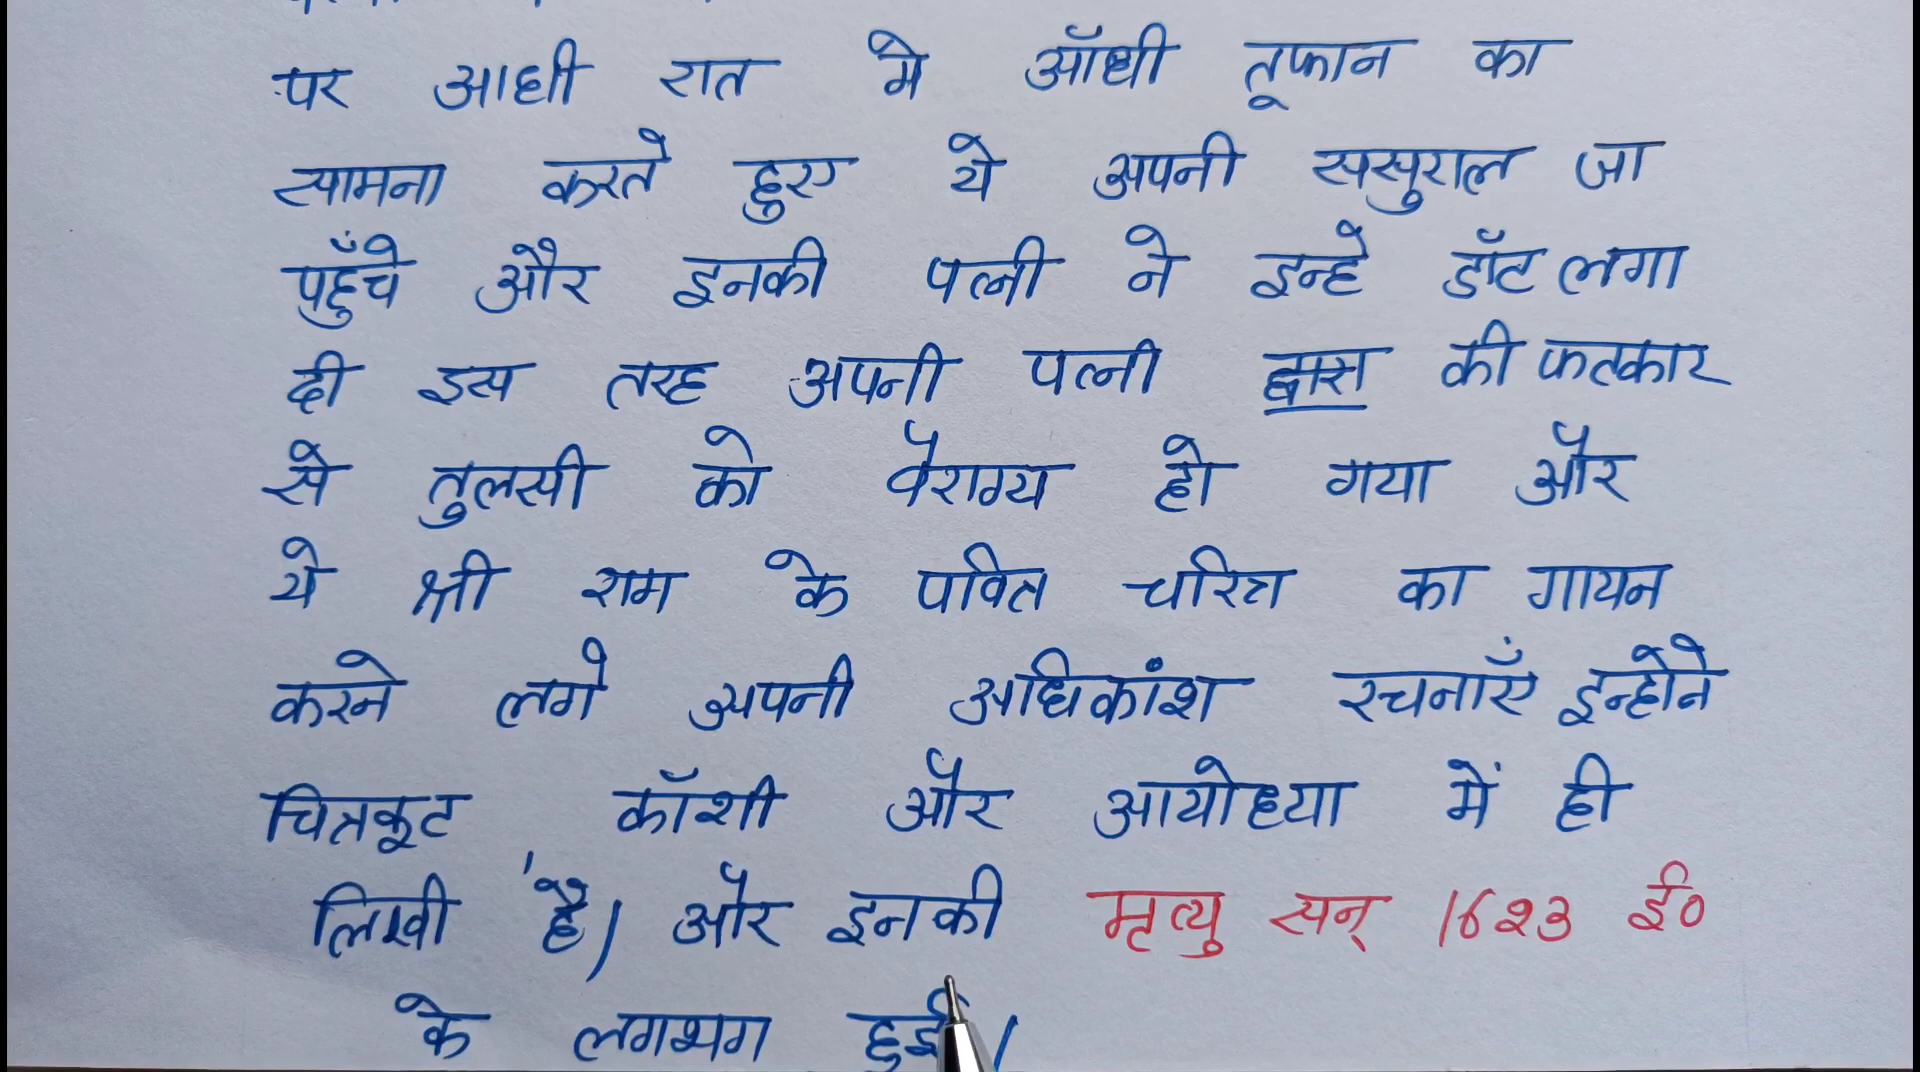 पर आधी रात मे ऑधी तूफान का
सामना करते हुए ये अपनी ससुराल जा
पहुँचे और इनकी पत्नी ने इन्हे डॉट लगा
दी इस तरह अपनी पत्नी द्वारा की फटकार
से तुलसी को वैराग्य हो गया और
ये श्री राम के पवित्र चरित्र का गायन
करने लगे अपनी अधिकांश रचनाएँ इन्होने
चित्रकूट कॉशी और आयोध्या में ही
लिखी है। और इनकी मृत्यु सन् 1623 ई०
के लगभग हुई।